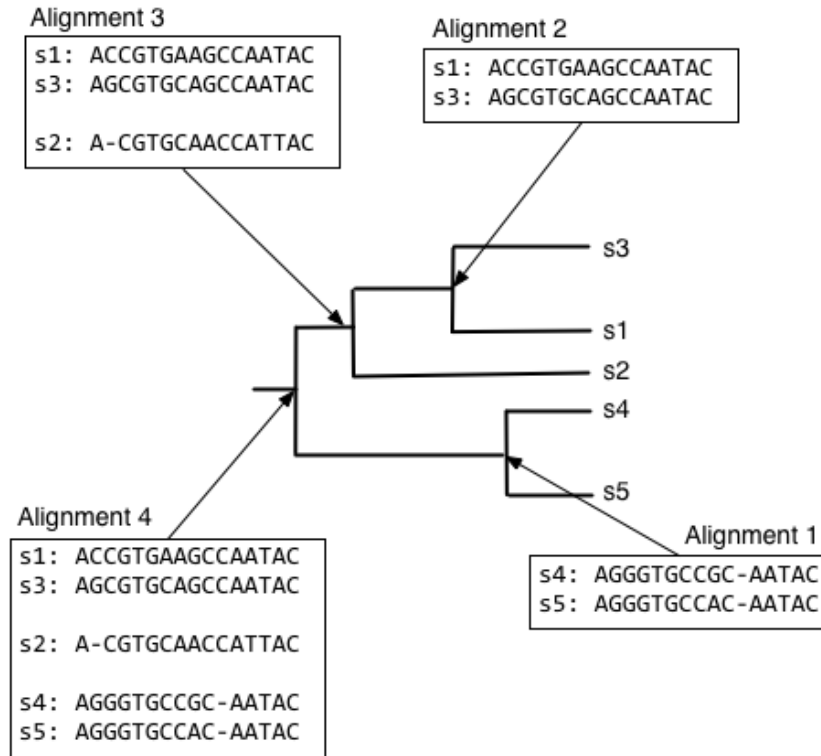 Alignment 3
s1: ACCGTGAAGCCAATAC
s3: AGCGTGCAGCCAATAC
s2: A-CGTGCAACCATTAC
Alignment 2
s1: ACCGTGAAGCCAATAC
s3: AGCGTGCAGCCAATAC
s3
s1
s2
s4
s5
Alignment 4
s1: ACCGTGAAGCCAATAC
s3: AGCGTGCAGCCAATAC
s2: A-CGTGCAACCATTAC
s4: AGGGTGCCGC-AATAC
s5: AGGGTGCCAC-AATAC
Alignment 1
s4: AGGGTGCCGC-AATAC
s5: AGGGTGCCAC-AATAC